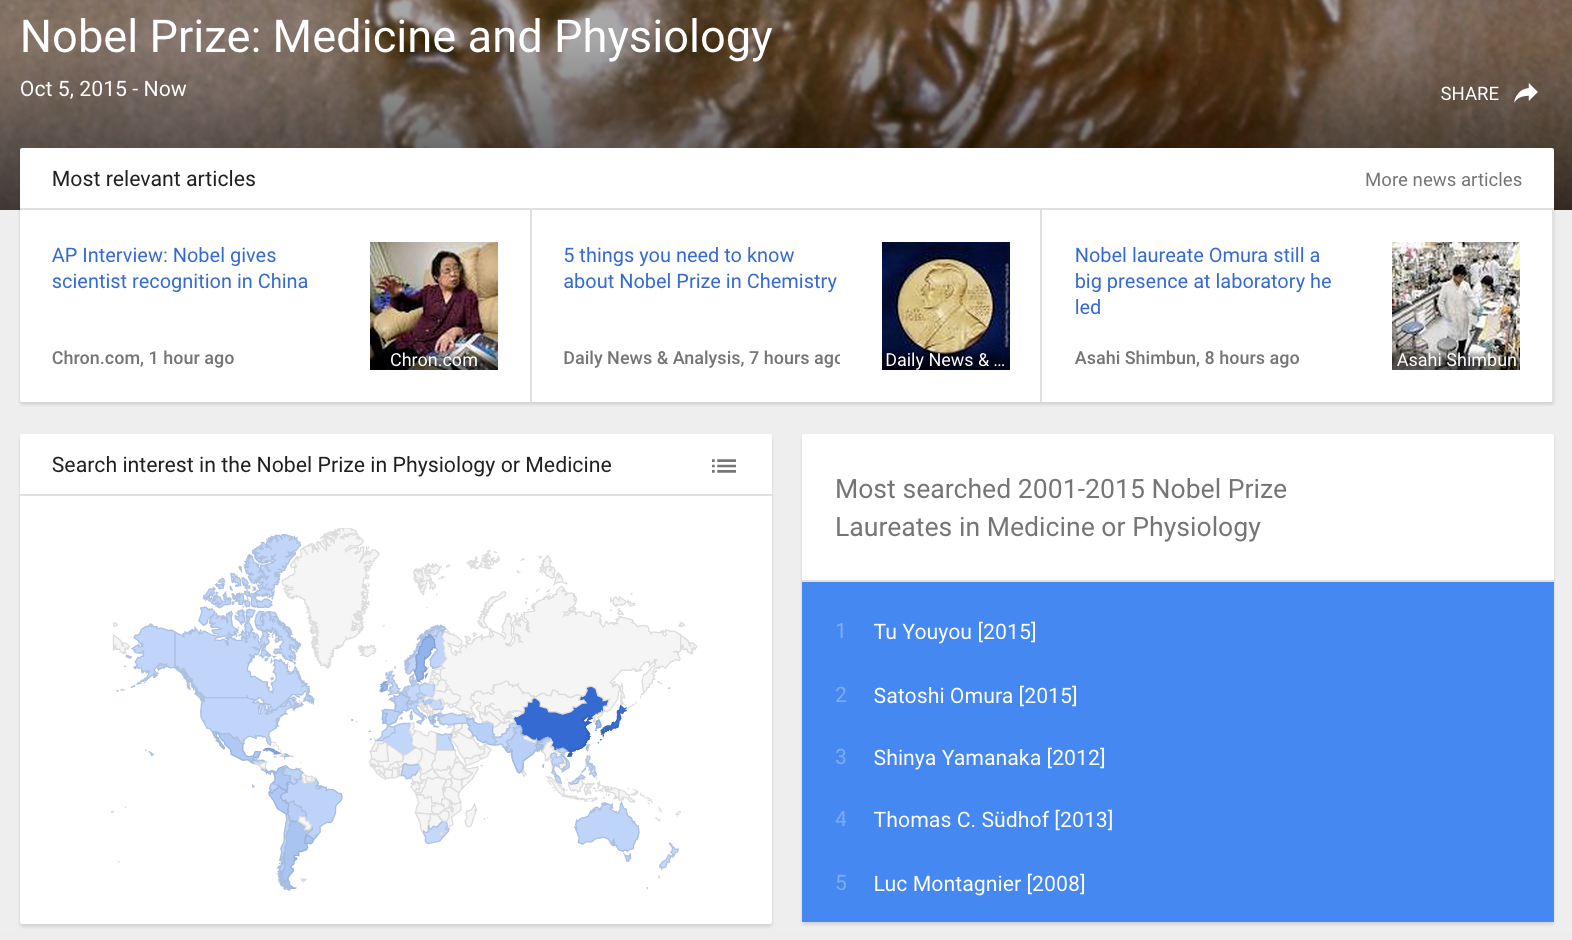 Nobel Prize: Medicine and Physiology
Oct 5, 2015 - Now
SHARE
Most relevant articles
More news articles
AP Interview: Nobel gives
scientist recognition in China
Chron.com, 1 hour ago
Chron.com
5 things you need to know
about Nobel Prize in Chemistry
Daily News & Analysis, 7 hours ago
Daily News & ...
Nobel laureate Omura still a
big presence at laboratory he
led
Asahi Shimbun, 8 hours ago
Asahi Shimbun
Search interest in the Nobel Prize in Physiology or Medicine
Most searched 2001-2015 Nobel Prize
Laureates in Medicine or Physiology
1 Tu Youyou [2015]
2 Satoshi Omura [2015]
3 Shinya Yamanaka [2012]
4 Thomas C. Südhof [2013]
5 Luc Montagnier [2008]